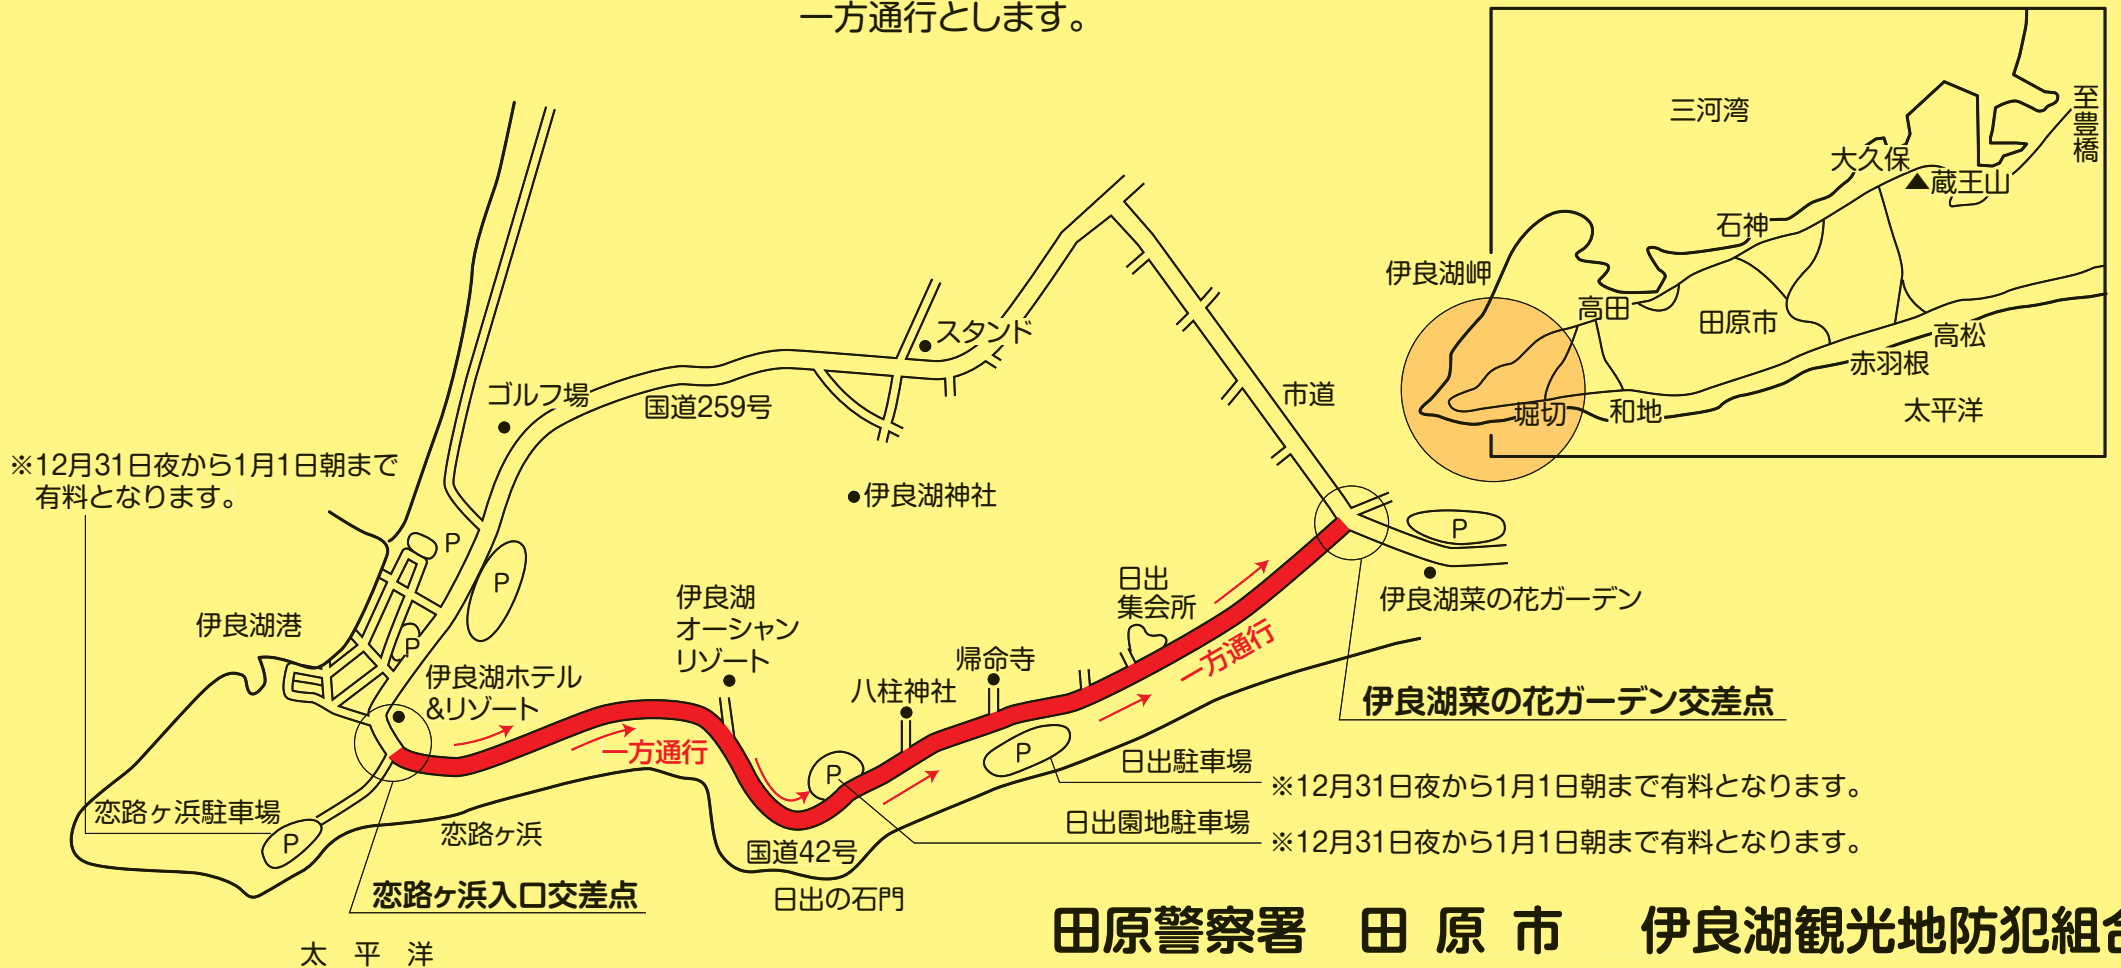 一方通行とします。
三河湾
至豊橋
大久保
▲蔵王山
石神
伊良湖岬
高田
田原市
高松
赤羽根
堀切
和地
太平洋
スタンド
ゴルフ場
国道259号
市道
※12月31日夜から1月1日朝まで
有料となります。
伊良湖神社
P
P
P
P
伊良湖港
伊良湖
オーシャン
リゾート
日出
集会所
伊良湖菜の花ガーデン
帰命寺
八柱神社
伊良湖ホテル
&リゾート
一方通行
一方通行
伊良湖菜の花ガーデン交差点
P
P
日出駐車場
※12月31日夜から1月1日朝まで有料となります。
恋路ヶ浜駐車場
P
恋路ヶ浜
国道42号
日出園地駐車場
※12月31日夜から1月1日朝まで有料となります。
恋路ヶ浜入口交差点
日出の石門
太平洋
田原警察署 田原市 伊良湖観光地防犯組合